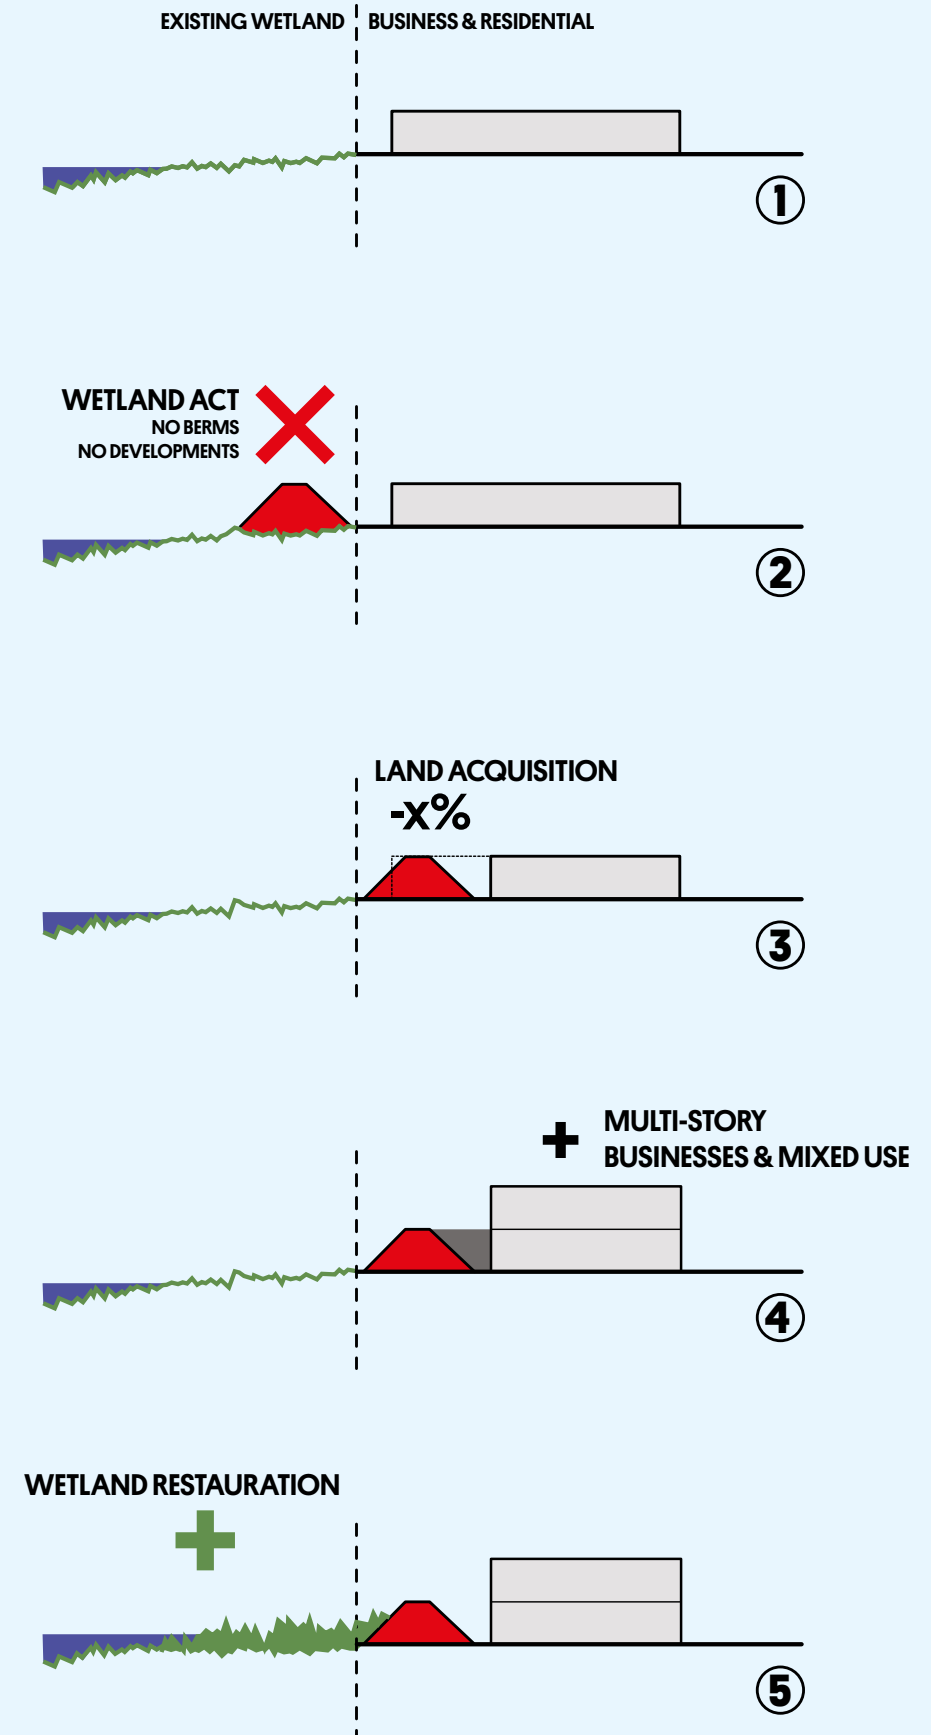 EXISTING WETLAND
BUSINESS & RESIDENTIAL
1
WETLAND ACT
NO BERMS
NO DEVELOPMENTS
2
LAND ACQUISITION
-x%
3
+ MULTI-STORY
BUSINESSES & MIXED USE
4
WETLAND RESTAURATION
+
5